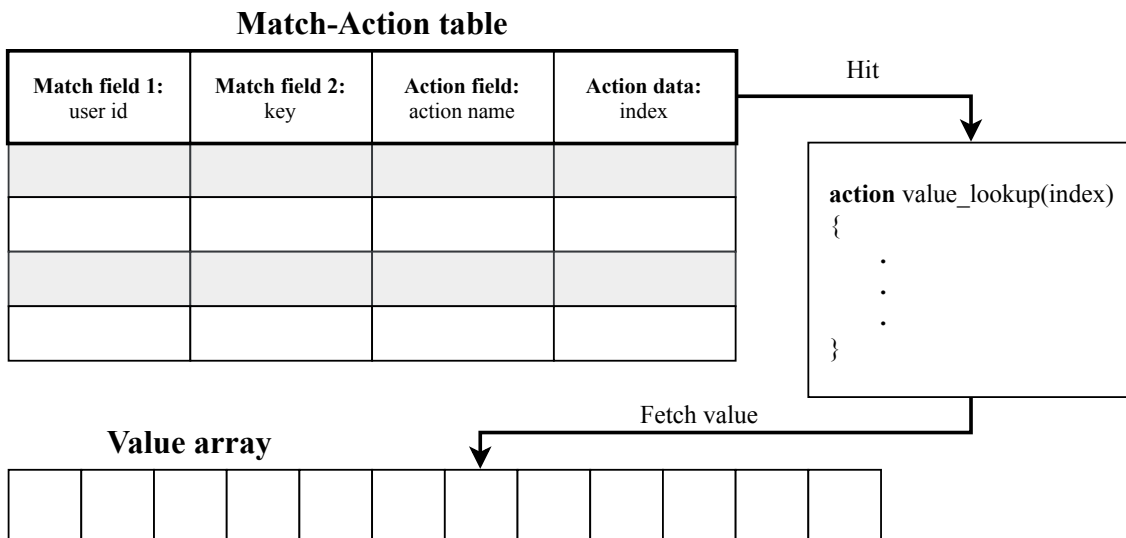 Match-Action table
Match field 1:
user id
Match field 2:
key
Action field:
action name
Action data:
index
Hit
action value_lookup(index)
{
.
.
.
}
Fetch value
Value array